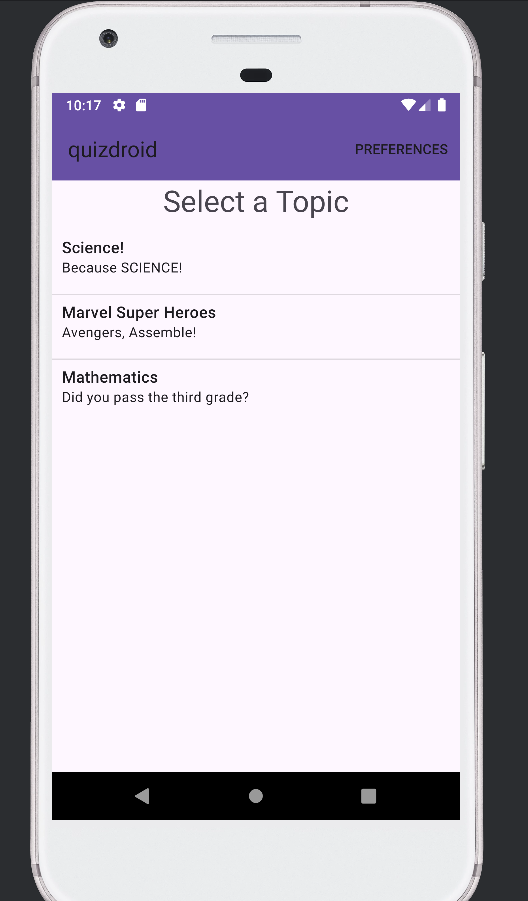 10:17
quizdroid
PREFERENCES
Select a Topic
Science!
Because SCIENCE!
Marvel Super Heroes
Avengers, Assemble!
Mathematics
Did you pass the third grade?